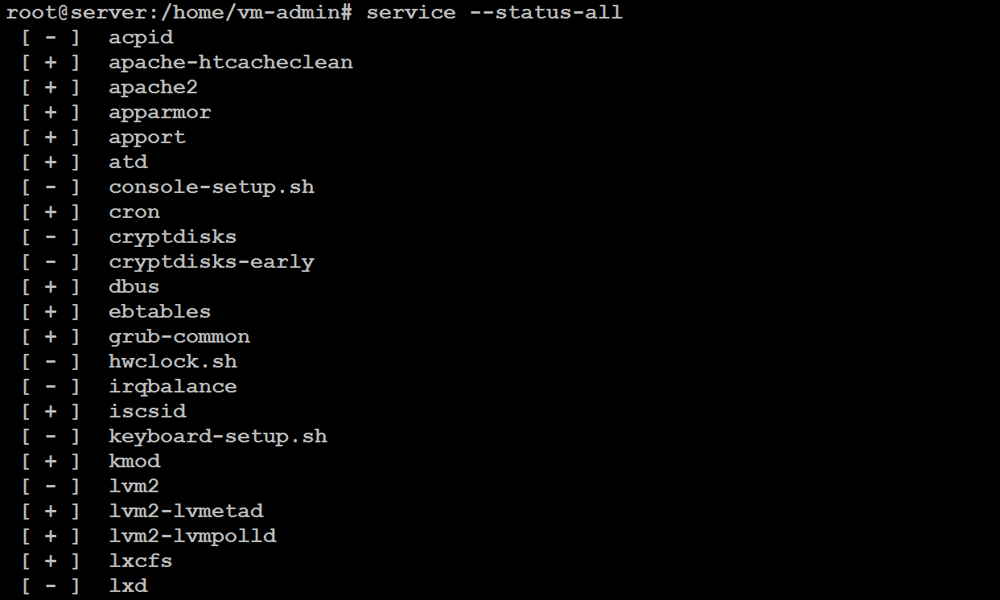 root@server:/home/vm-admin# service --status-all
[ - ] acpid
[ + ] apache-htcacheclean
[ + ] apache2
[ + ] apparmor
[ + ] apport
[ + ] atd
[ - ] console-setup.sh
[ + ] cron
[ - ] cryptdisks
[ - ] cryptdisks-early
[ + ] dbus
[ + ] ebtables
[ + ] grub-common
[ - ] hwclock.sh
[ - ] irqbalance
[ + ] iscsid
[ - ] keyboard-setup.sh
[ + ] kmod
[ - ] lvm2
[ + ] lvm2-lvmetad
[ + ] lvm2-lvmpolld
[ + ] lxcfs
[ - ] lxd